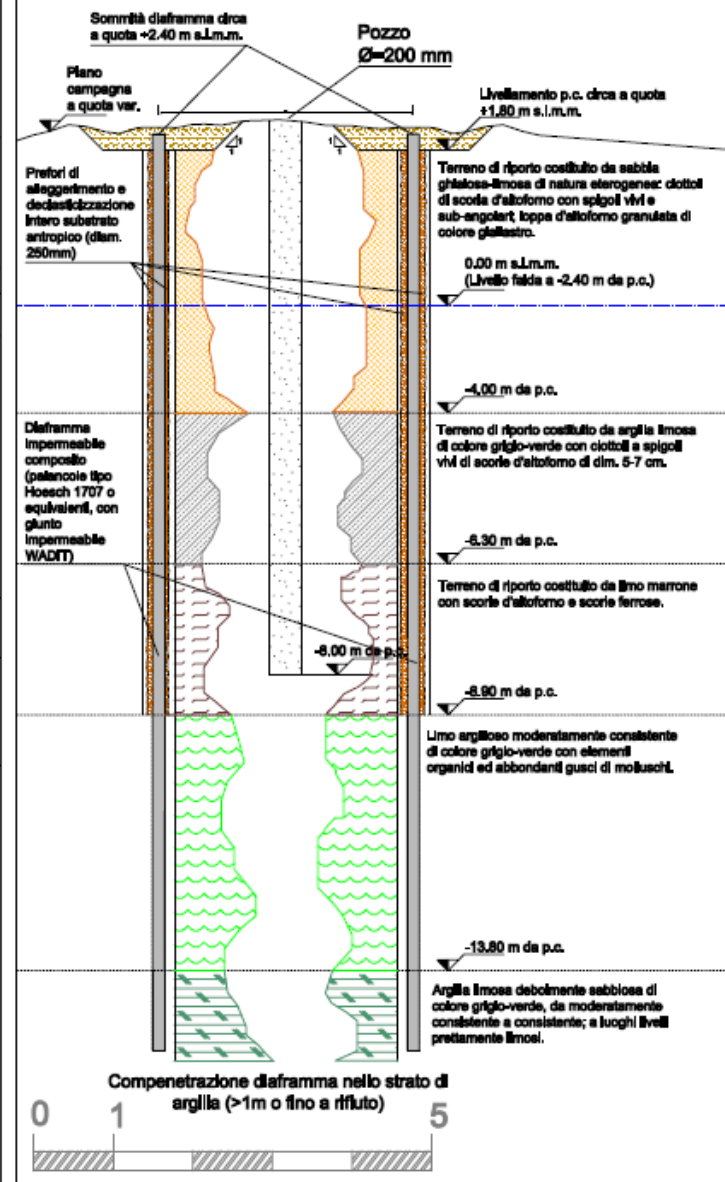 Sommità diaframma circa
a quota +2.40 m s.l.m.m.
Pozzo
Ø=200 mm
Piano
campagna
a quota var.
Livellamento p.c. circa a quota
+1.80 m s.l.m.m.
Prefori di
alleggerimento e
declasticizzazione
intero substrato
antropico (diam.
250mm)
Terreno di riporto costituito da sabbia
ghiaiosa-limosa di natura eterogenea: ciottoli
di scoria d'altoforno con spigoli vivi e
sub-angolari; loppa d'altoforno granulata di
colore giallastro.
0.00 m s.l.m.m.
(Livello falda a -2.40 m da p.c.)
-4.00 m da p.c.
Diaframma
impermeabile
composito
(palancole tipo
Hoesch 1707 o
equivalenti, con
giunto
impermeabile
WADIT)
Terreno di riporto costituito da argilla limosa
di colore grigio-verde con ciottoli a spigoli
vivi di scorie d'altoforno di dim. 5-7 cm.
-6.30 m da p.c.
Terreno di riporto costituito da limo marrone
con scorie d'altoforno e scorie ferrose.
-8.00 m da p.c.
-8.90 m da p.c.
Limo argilloso moderatamente consistente
di colore grigio-verde con elementi
organici ed abbondanti gusci di molluschi.
-13.80 m da p.c.
Argilla limosa debolmente sabbiosa di
colore grigio-verde, da moderatamente
consistente a consistente; a luoghi livelli
prettamente limosi.
Compenetrazione diaframma nello strato di
argilla (>1m o fino a rifiuto)
0 1 5